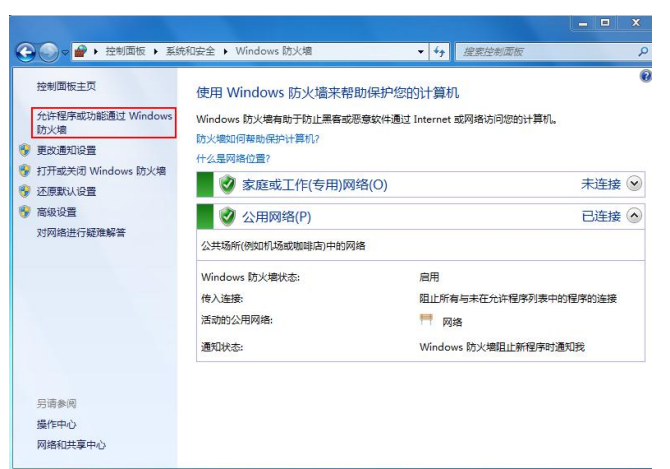 控制面板 ▸ 系统和安全 ▸ Windows 防火墙
搜索控制面板
控制面板主页
允许程序或功能通过 Windows
防火墙
更改通知设置
打开或关闭 Windows 防火墙
还原默认设置
高级设置
对网络进行疑难解答
另请参阅
操作中心
网络和共享中心
使用 Windows 防火墙来帮助保护您的计算机
Windows 防火墙有助于防止黑客或恶意软件通过 Internet 或网络访问您的计算机。
防火墙如何帮助保护计算机?
什么是网络位置?
家庭或工作(专用)网络(O) 未连接
公用网络(P) 已连接
公共场所(例如机场或咖啡店)中的网络
Windows 防火墙状态: 启用
传入连接: 阻止所有与未在允许程序列表中的程序的连接
活动的公用网络: 网络
通知状态: Windows 防火墙阻止新程序时通知我